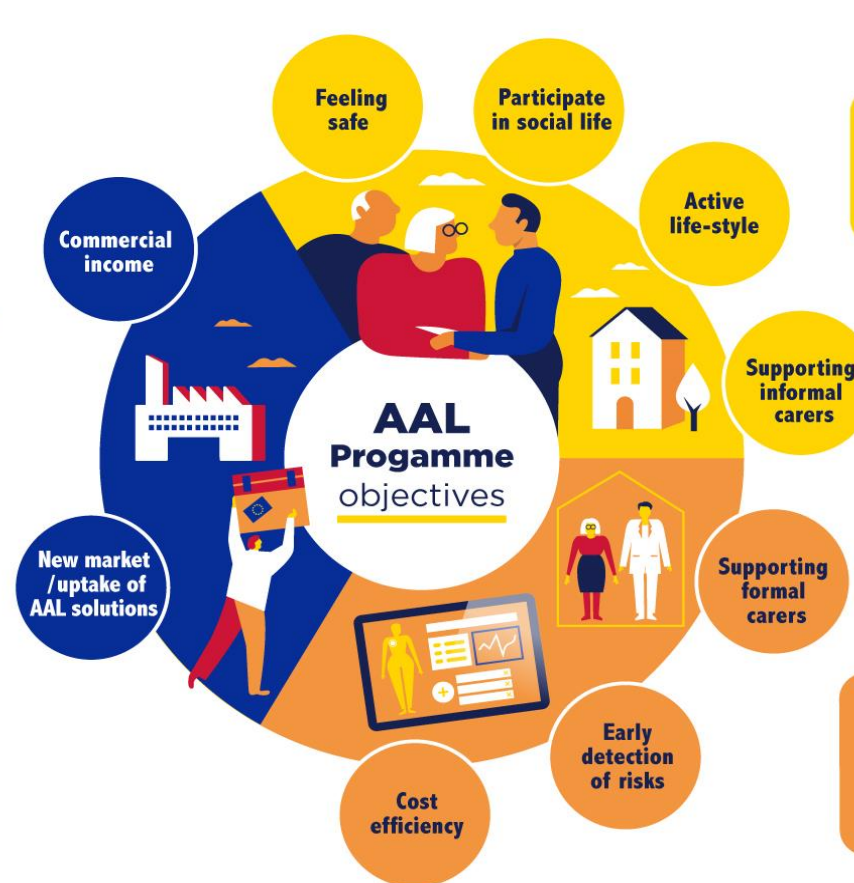 Feeling
safe
Participate
in social life
Active
life-style
Commercial
income
Supporting
informal
carers
AAL
Progamme
objectives
New market
/uptake of
AAL solutions
Supporting
formal
carers
Early
detection
of risks
Cost
efficiency